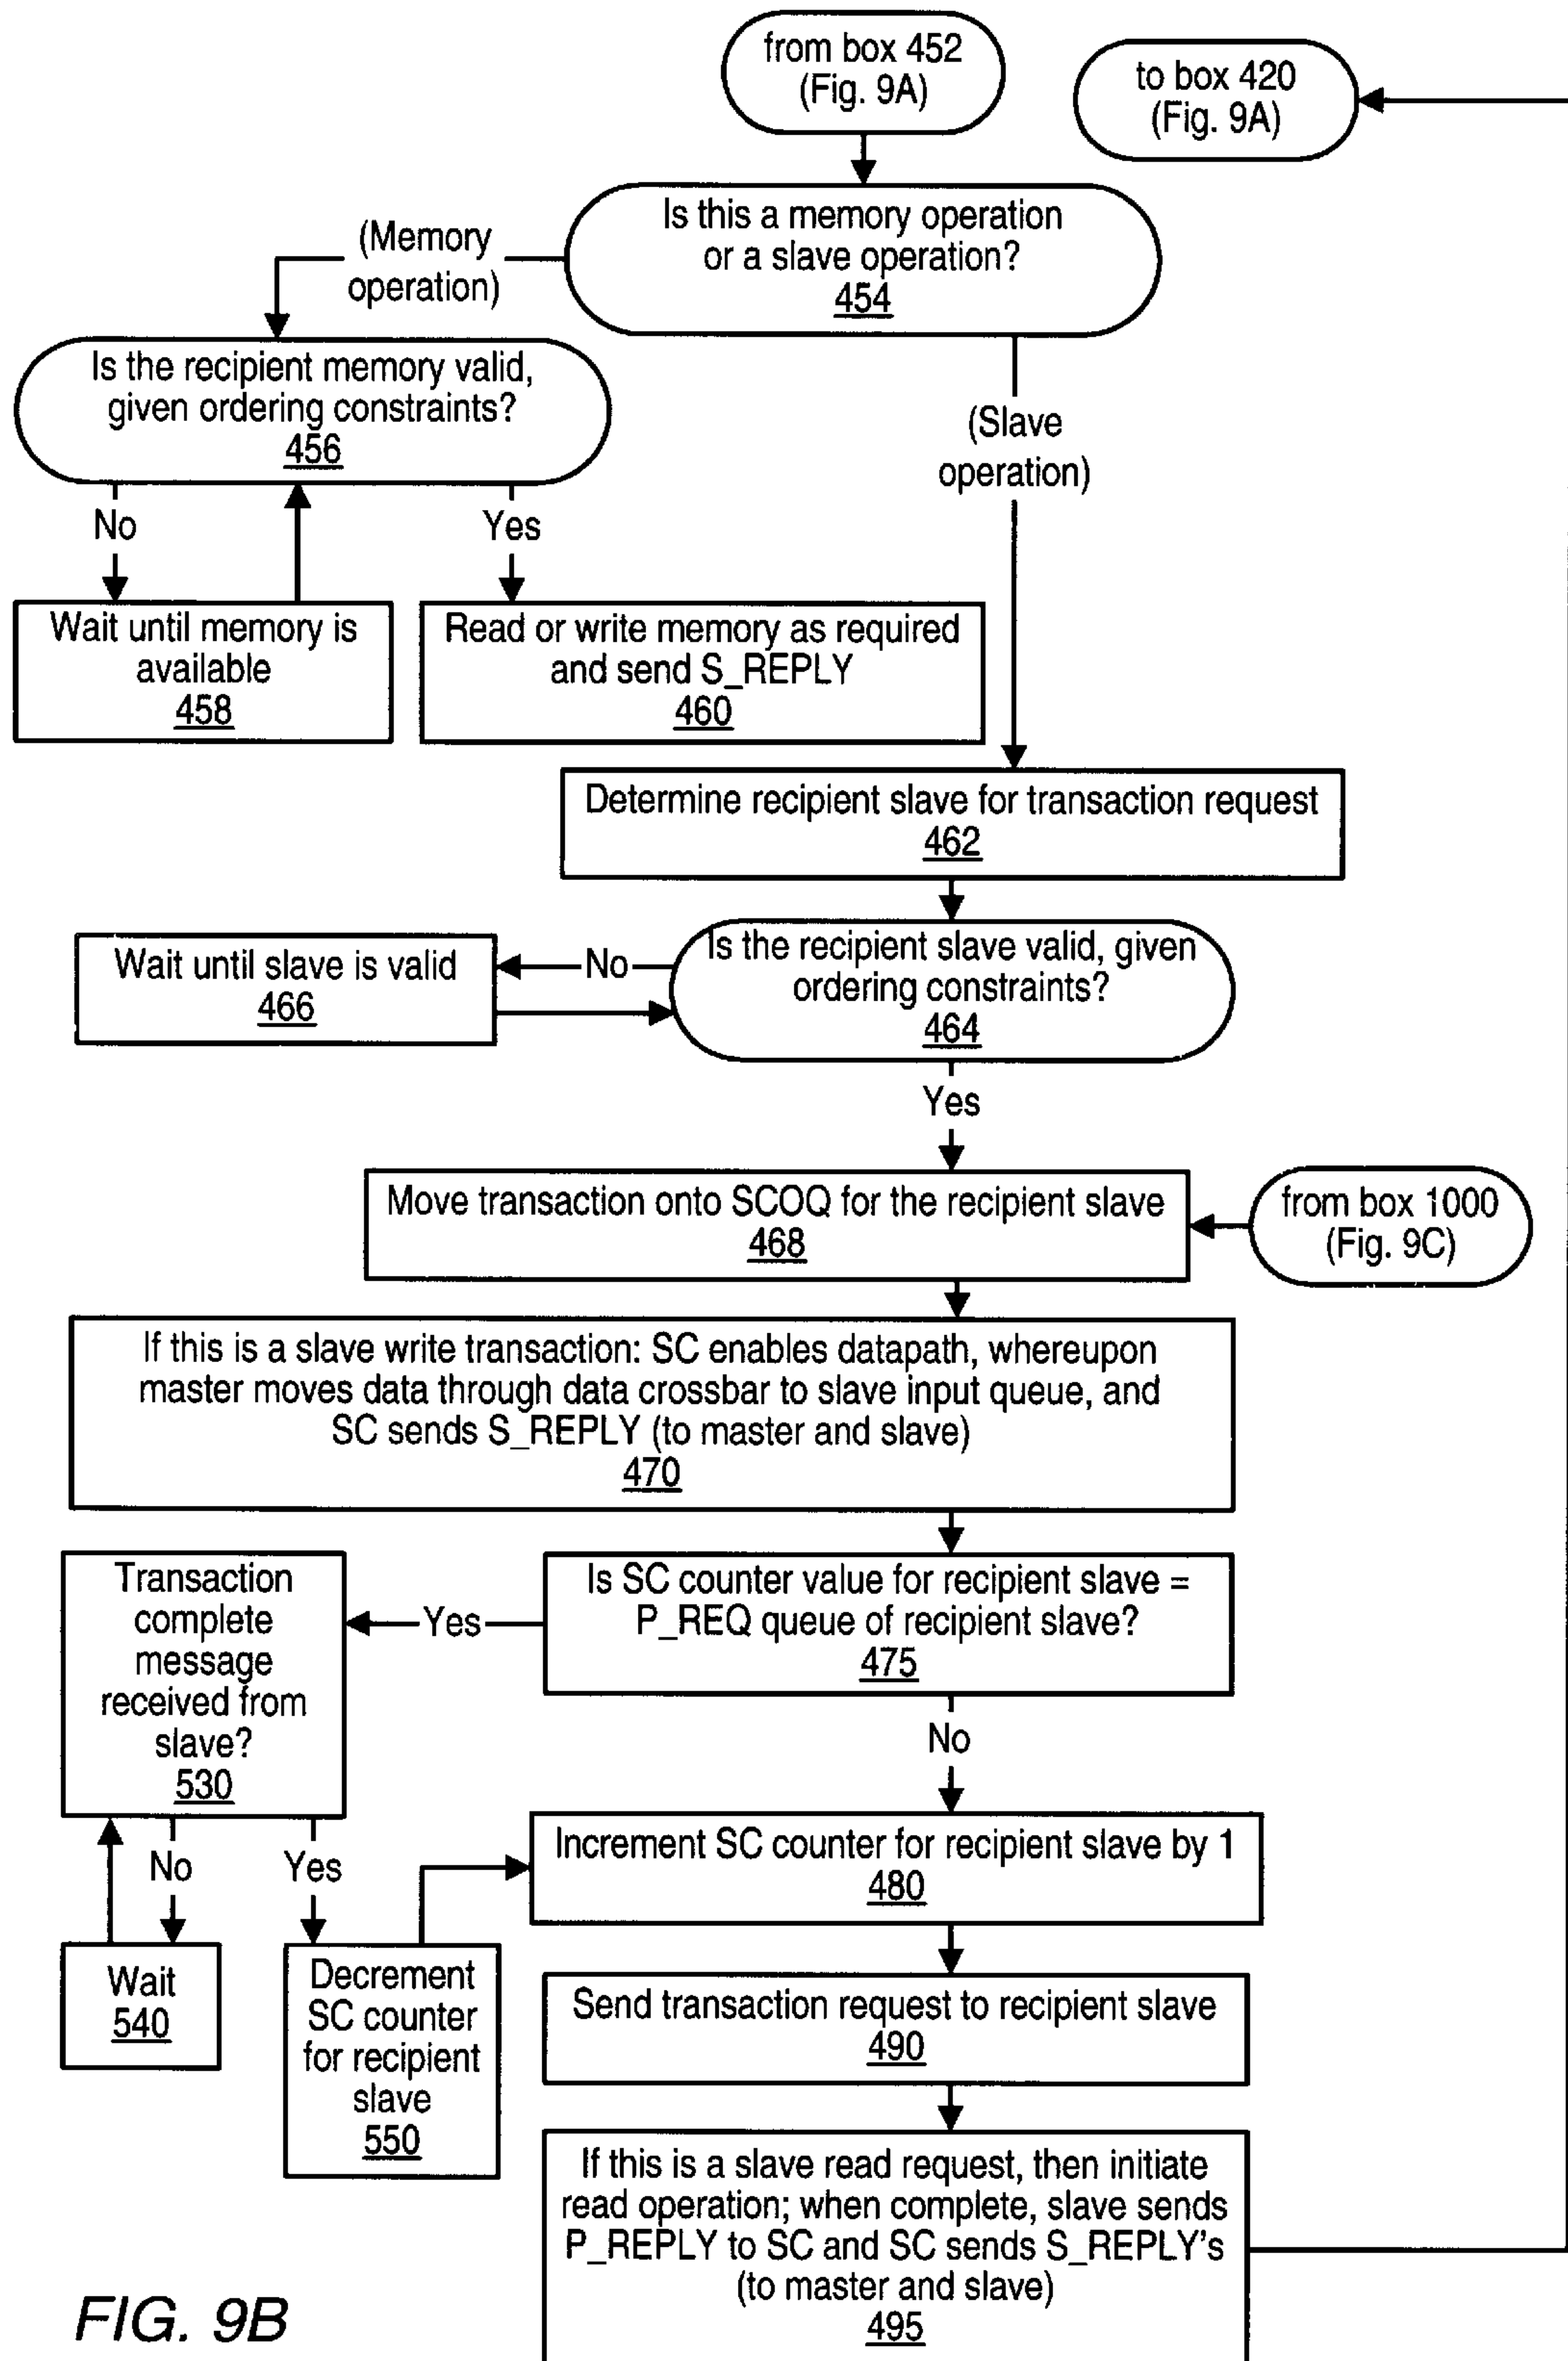 from box 452
(Fig. 9A)
to box 420
(Fig. 9A)
Is this a memory operation
or a slave operation?
454
(Memory
operation)
Is the recipient memory valid,
given ordering constraints?
456
(Slave
operation)
No
Yes
Wait until memory is
available
458
Read or write memory as required
and send S_REPLY
460
Determine recipient slave for transaction request
462
Wait until slave is valid
466
No
Is the recipient slave valid, given
ordering constraints?
464
Yes
Move transaction onto SCOQ for the recipient slave
468
from box 1000
(Fig. 9C)
If this is a slave write transaction: SC enables datapath, whereupon
master moves data through data crossbar to slave input queue, and
SC sends S_REPLY (to master and slave)
470
Transaction
complete
message
received from
slave?
530
Yes
Is SC counter value for recipient slave =
P_REQ queue of recipient slave?
475
No
No
Yes
Increment SC counter for recipient slave by 1
480
Wait
540
Decrement
SC counter
for recipient
slave
550
Send transaction request to recipient slave
490
If this is a slave read request, then initiate
read operation; when complete, slave sends
P_REPLY to SC and SC sends S_REPLY's
(to master and slave)
495
FIG. 9B